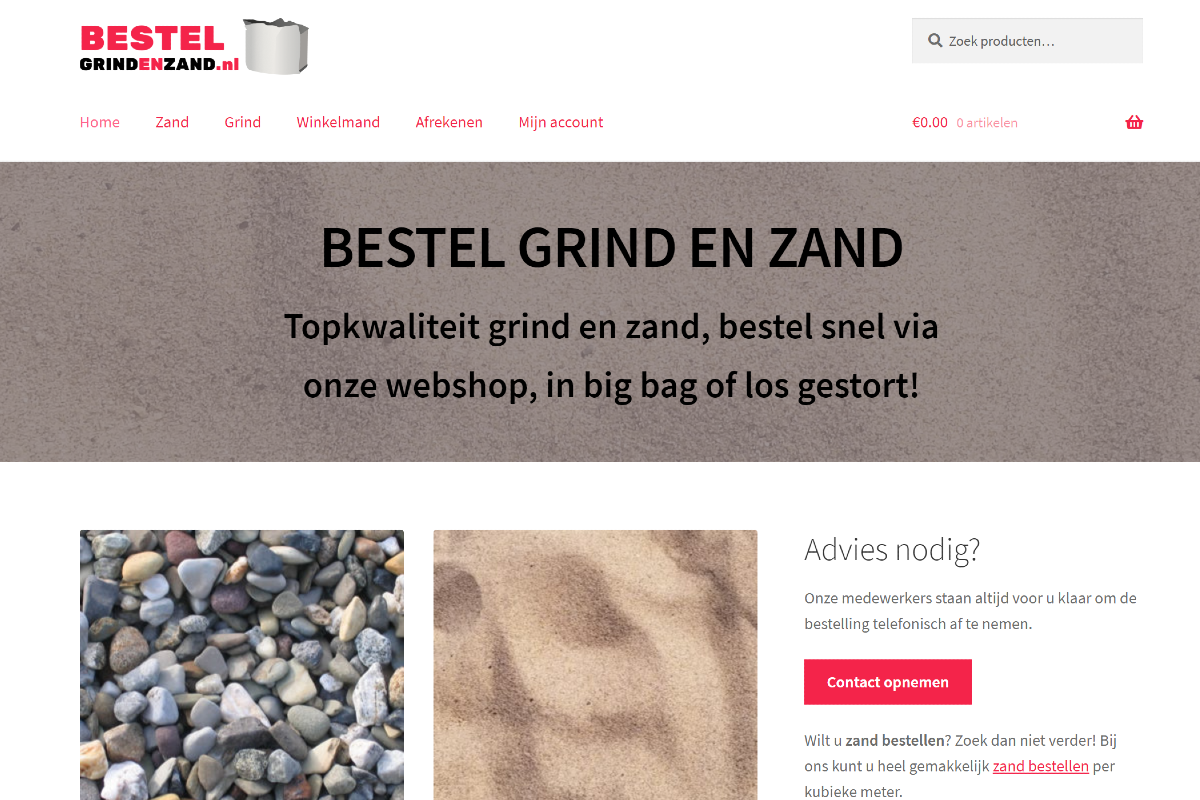 BESTEL
GRINDENZAND.nl
Zoek producten…
Home Zand Grind Winkelmand Afrekenen Mijn account
€0.00 0 artikelen
BESTEL GRIND EN ZAND
Topkwaliteit grind en zand, bestel snel via
onze webshop, in big bag of los gestort!
Advies nodig?
Onze medewerkers staan altijd voor u klaar om de
bestelling telefonisch af te nemen.
Contact opnemen
Wilt u zand bestellen? Zoek dan niet verder! Bij
ons kunt u heel gemakkelijk zand bestellen per
kubieke meter.